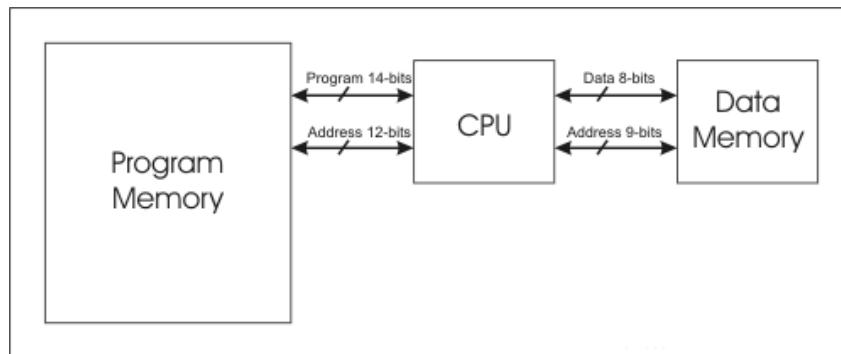 Program 14-bits
Data 8-bits
Address 12-bits
Address 9-bits
Program
Memory
CPU
Data
Memory